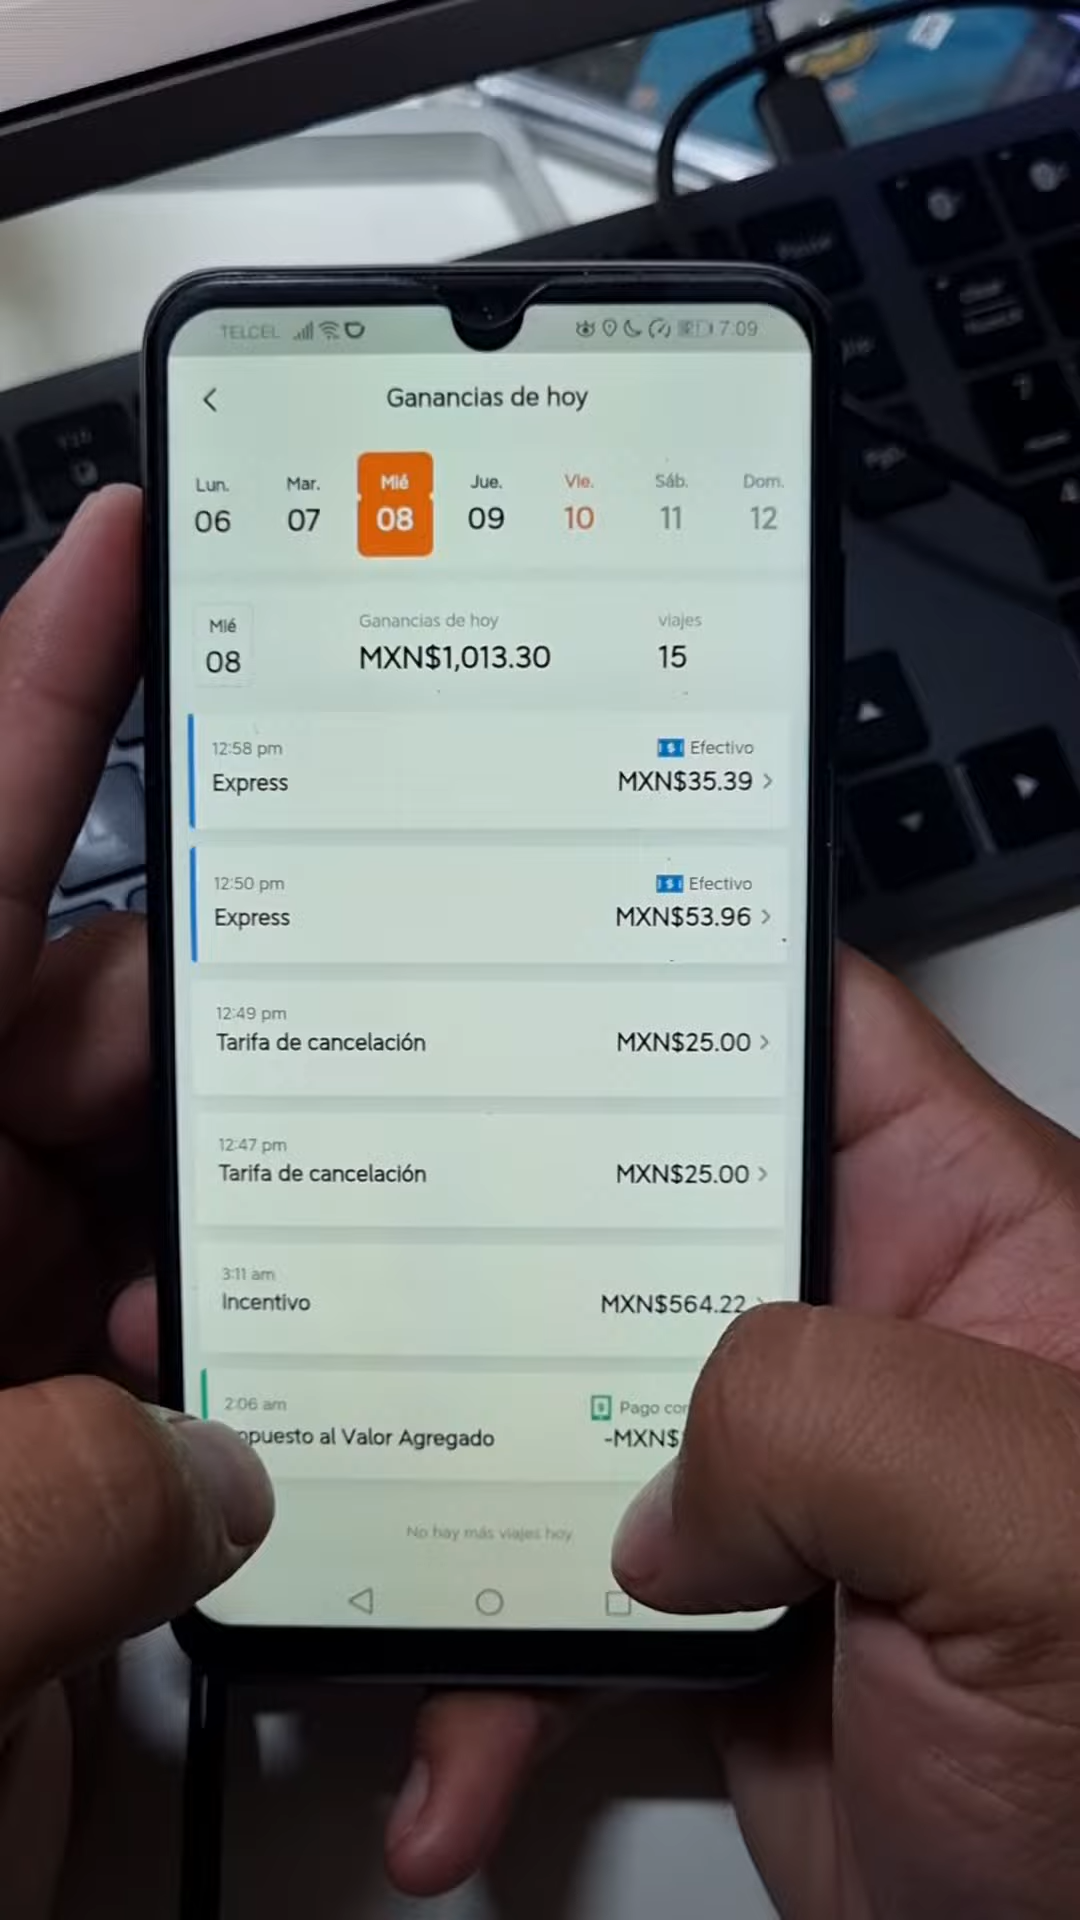 TELCEL 7:09
Ganancias de hoy
Lun. Mar. Mié Jue. Vie. Sáb. Dom.
06 07 08 09 10 11 12
Mié Ganancias de hoy viajes
08 MXN$1,013.30 15
12:58 pm Efectivo
Express MXN$35.39
12:50 pm Efectivo
Express MXN$53.96
12:49 pm
Tarifa de cancelación MXN$25.00
12:47 pm
Tarifa de cancelación MXN$25.00
3:11 am
Incentivo MXN$564.22
2:06 am Pago
al Valor Agregado -MXN$
No hay más viajes hoy